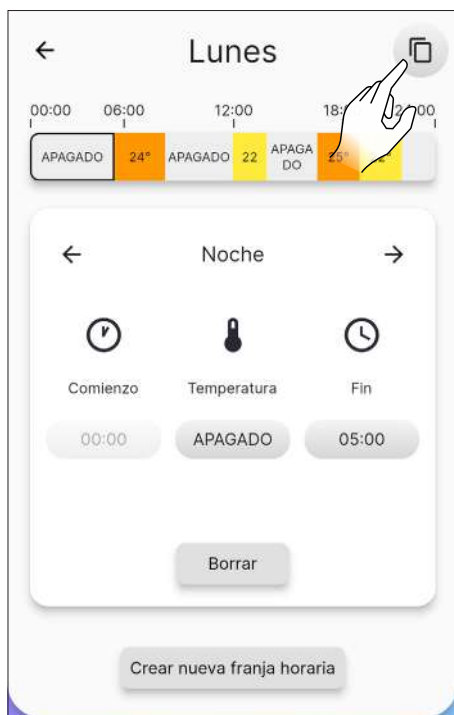 Lunes
00:00 06:00 12:00 18: 24:00
APAGADO 24° APAGADO 22 APAGA
DO 25°
Noche
Comienzo Temperatura Fin
00:00 APAGADO 05:00
Borrar
Crear nueva franja horaria